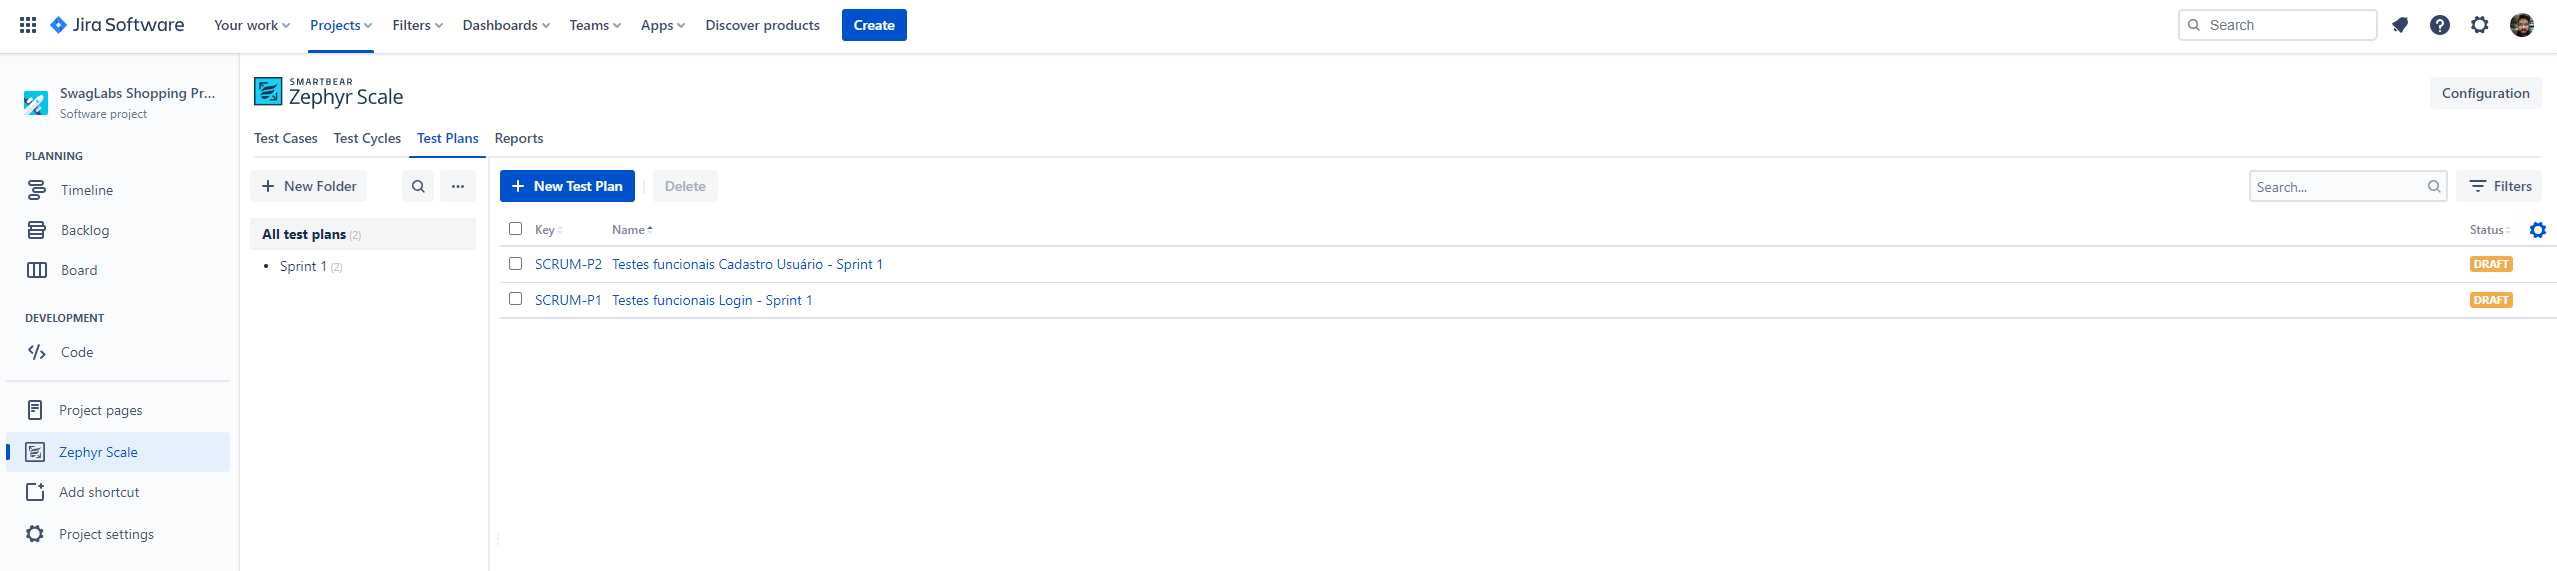 Jira Software Your work Projects Filters Dashboards Teams Apps Discover products Create Search
SwagLabs Shopping Pr...
Software project
PLANNING
Timeline
Backlog
Board
DEVELOPMENT
Code
Project pages
Zephyr Scale
Add shortcut
Project settings
SMARTBEAR
Zephyr Scale
Configuration
Test Cases Test Cycles Test Plans Reports
+ New Folder ...
All test plans (2)
• Sprint 1 (2)
+ New Test Plan Delete Search... Filters
Key Name Status
SCRUM-P2 Testes funcionais Cadastro Usuário - Sprint 1 DRAFT
SCRUM-P1 Testes funcionais Login - Sprint 1 DRAFT